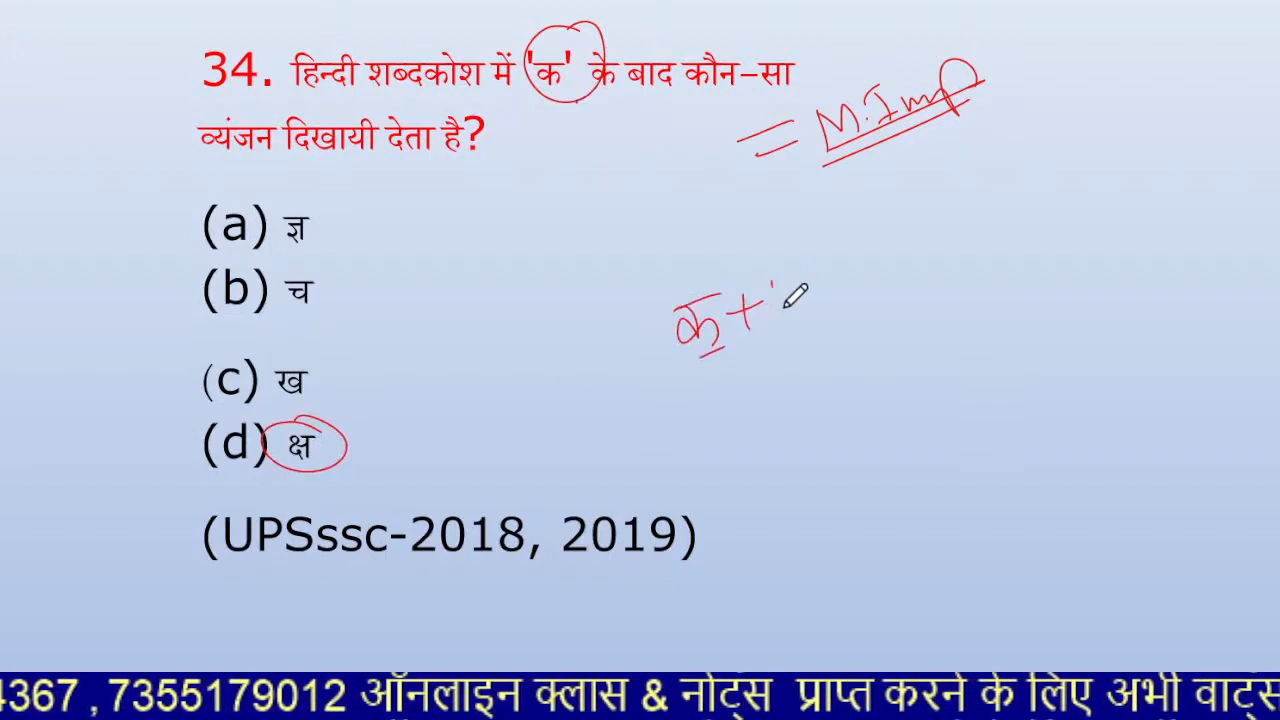 34. हिन्दी शब्दकोश में 'क' के बाद कौन-सा
व्यंजन दिखायी देता है?
= M.Imp
(a) ज्ञ
(b) च
क +
(c) ख
(d) क्ष
(UPSssc-2018, 2019)
4367 , 7355179012 ऑनलाइन क्लास & नोट्स प्राप्त करने के लिए अभी वाट्स